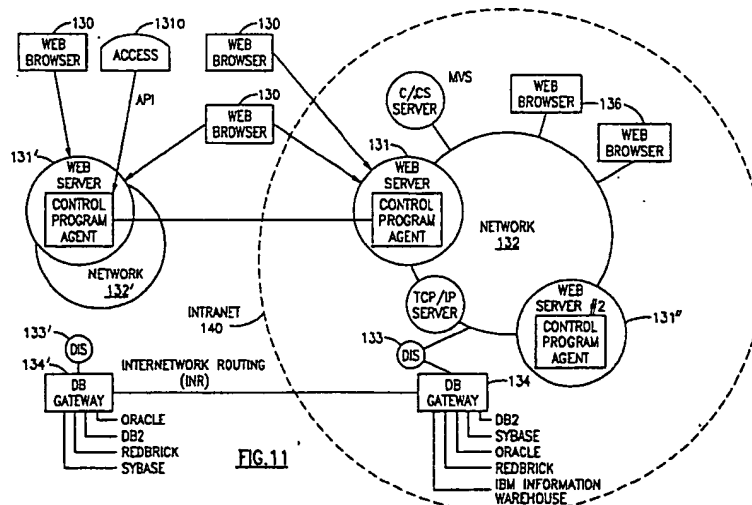 130
WEB
BROWSER
131a
ACCESS
API
130
WEB
BROWSER
130
WEB
BROWSER
131'
WEB
SERVER
CONTROL
PROGRAM
AGENT
NETWORK
132'
C/CS
SERVER
MVS
WEB
BROWSER
136
WEB
BROWSER
131
WEB
SERVER
CONTROL
PROGRAM
AGENT
NETWORK
132
TCP/IP
SERVER
WEB
SERVER #2
CONTROL
PROGRAM
AGENT
131"
INTRANET
140
133'
DIS
134'
DB
GATEWAY
INTERNETWORK ROUTING
(INR)
133
DIS
134
DB
GATEWAY
ORACLE
DB2
REDBRICK
SYBASE
DB2
SYBASE
ORACLE
REDBRICK
IBM INFORMATION
WAREHOUSE
FIG.11